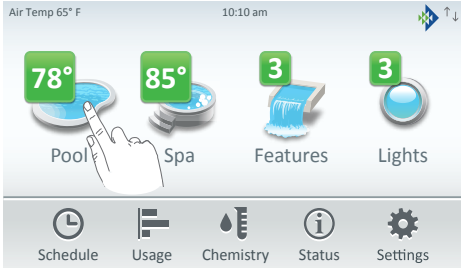 Air Temp 65° F 10:10 am
78° 85° 3 3
Pool Spa Features Lights
Schedule Usage Chemistry Status Settings